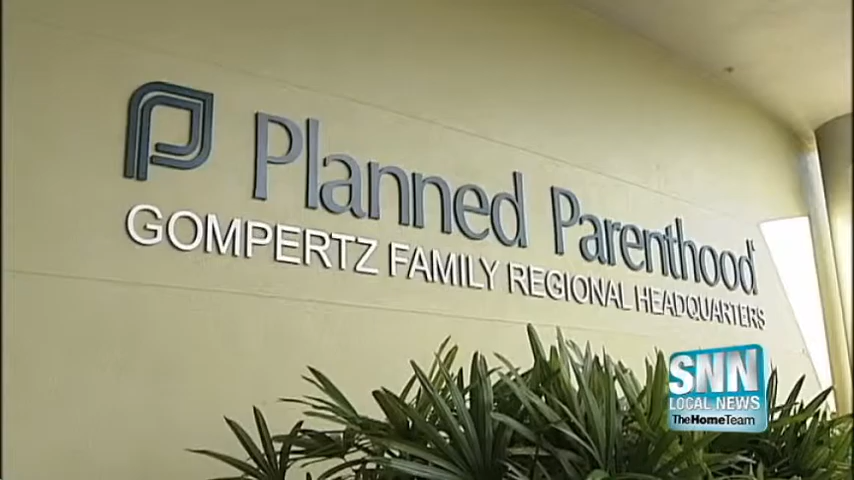 Planned Parenthood
GOMPERTZ FAMILY REGIONAL HEADQUARTERS
SNN
LOCAL NEWS
TheHomeTeam